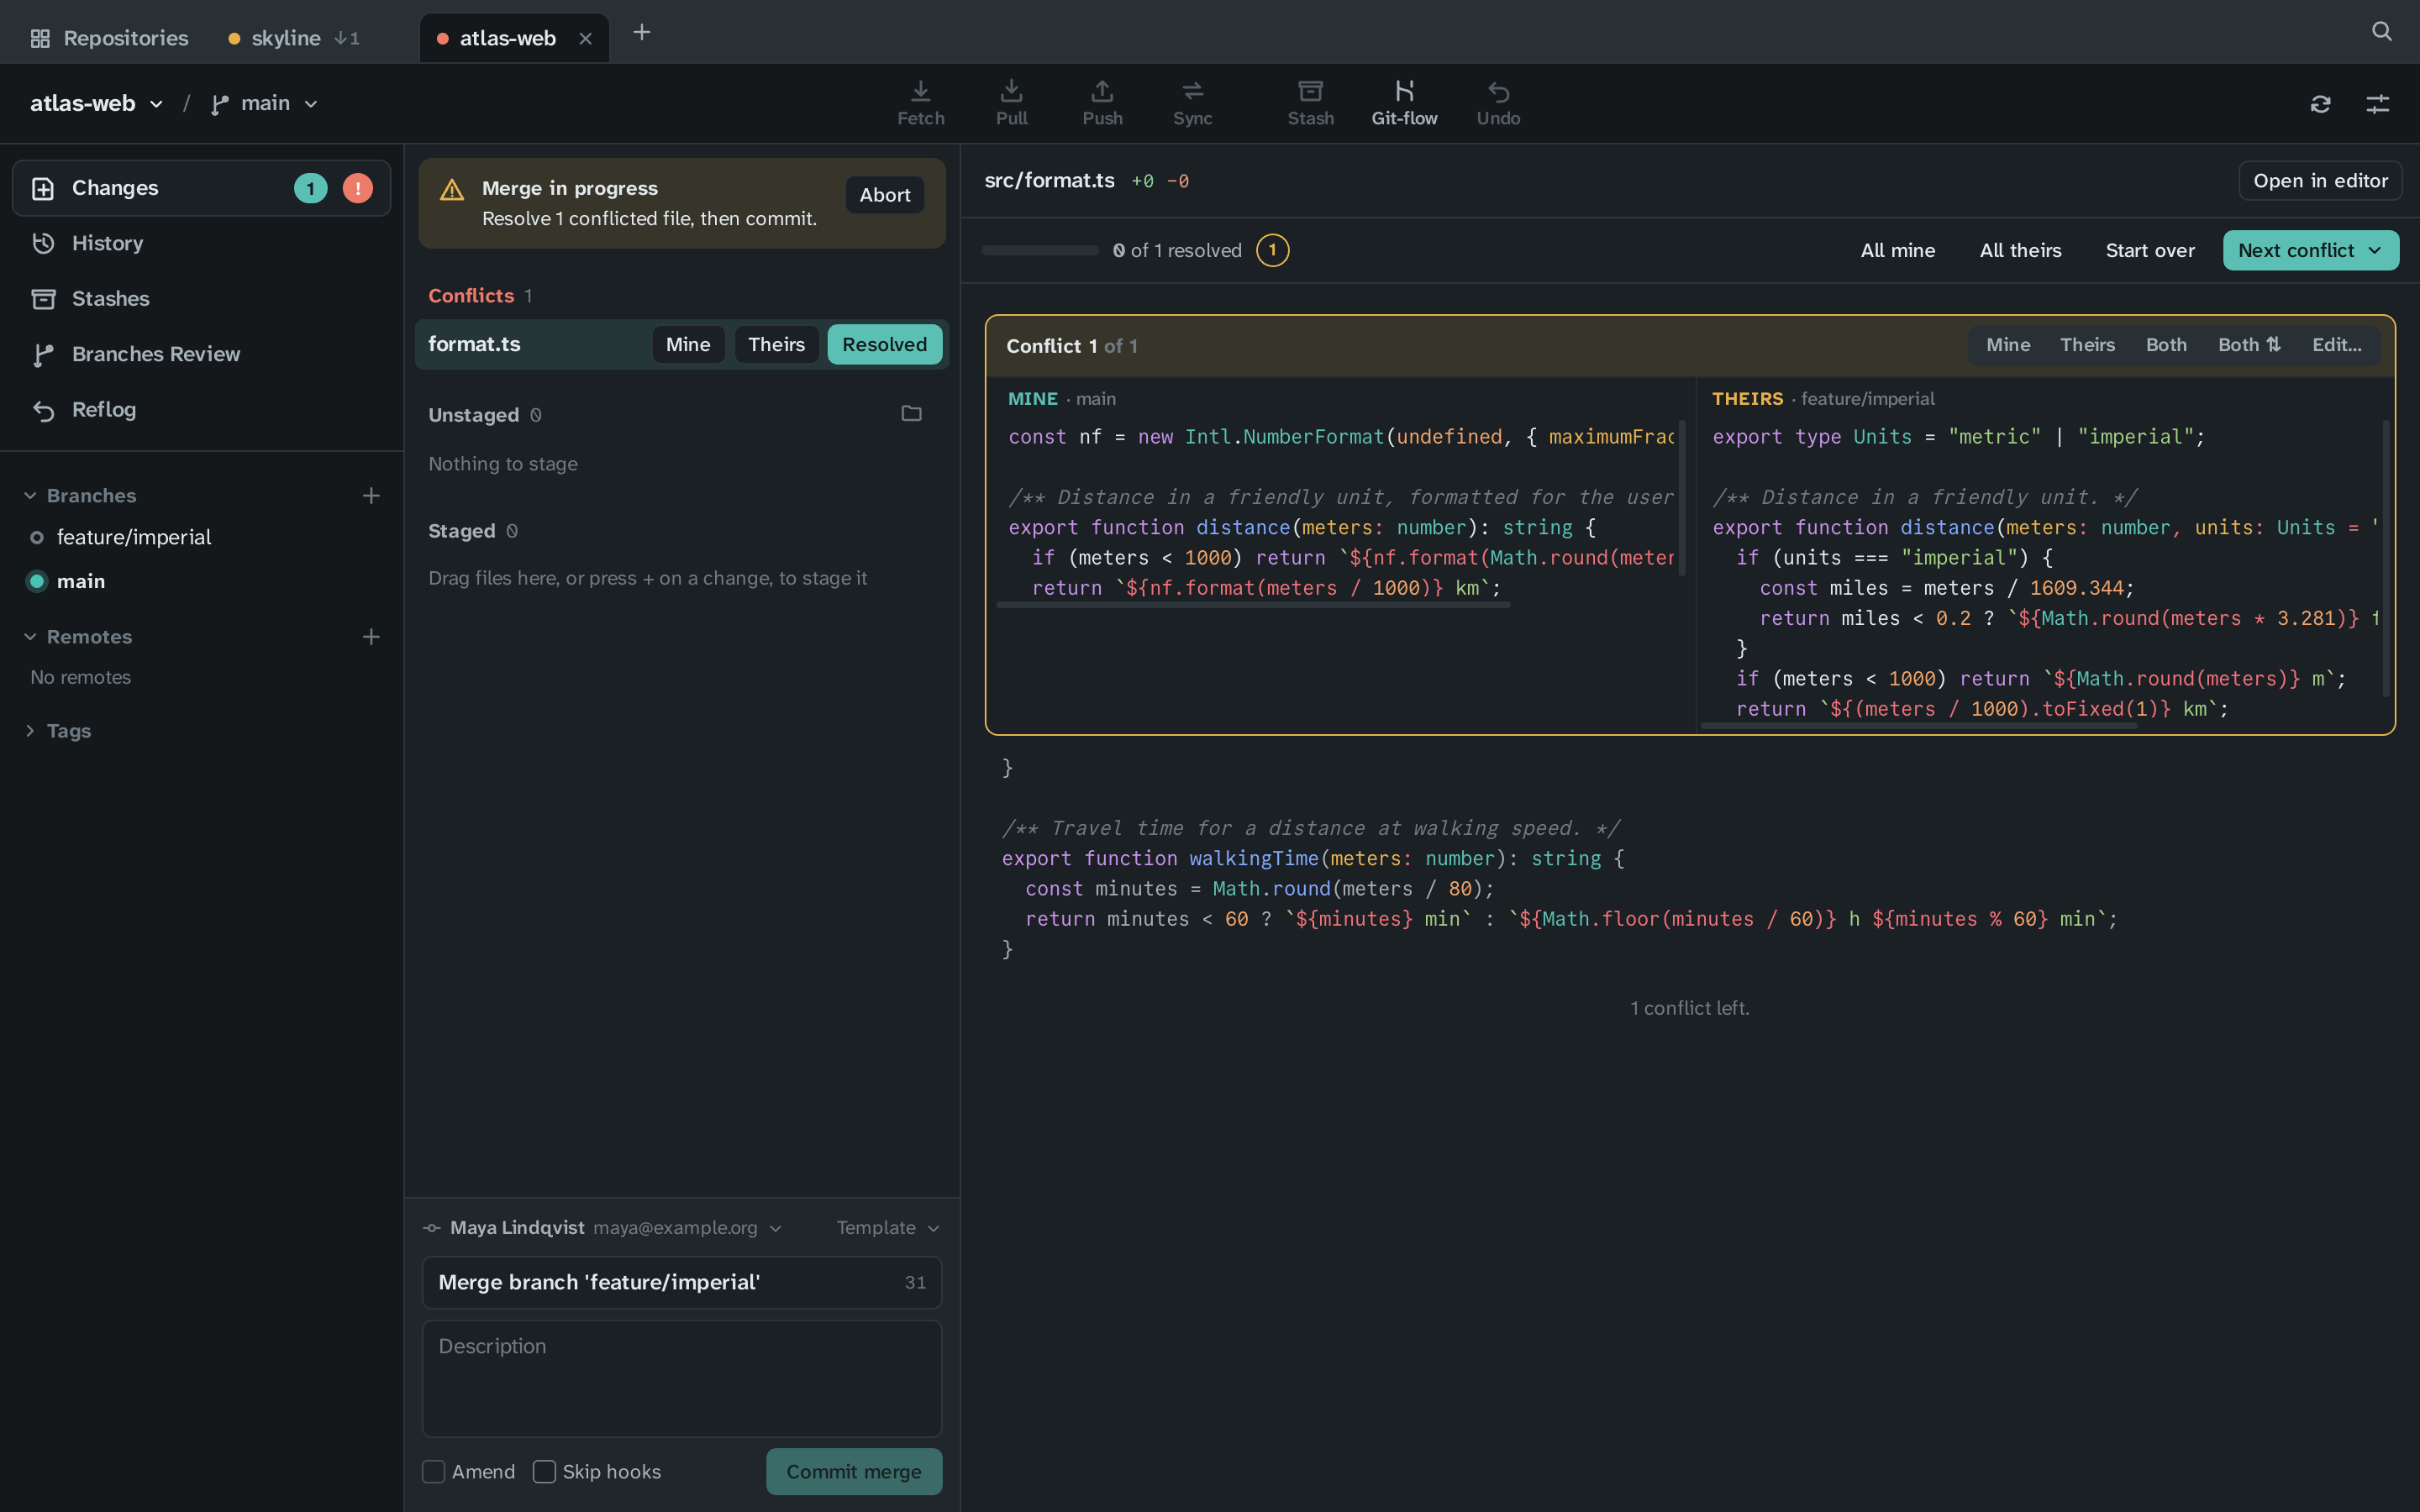 Repositories
skyline ↓1
atlas-web
atlas-web / main
Fetch
Pull
Push
Sync
Stash
Git-flow
Undo
Changes 1 !
History
Stashes
Branches Review
Reflog
Branches
feature/imperial
main
Remotes
No remotes
Tags
Merge in progress
Resolve 1 conflicted file, then commit.
Abort
Conflicts 1
format.ts Mine Theirs Resolved
Unstaged 0
Nothing to stage
Staged 0
Drag files here, or press + on a change, to stage it
Maya Lindqvist maya@example.org Template
Merge branch 'feature/imperial' 31
Description
Amend Skip hooks Commit merge
src/format.ts +0 −0 Open in editor
0 of 1 resolved 1 All mine All theirs Start over Next conflict
Conflict 1 of 1 Mine Theirs Both Both ⇅ Edit...
MINE · main
const nf = new Intl.NumberFormat(undefined, { maximumFrac
/** Distance in a friendly unit, formatted for the user
export function distance(meters: number): string {
if (meters < 1000) return `${nf.format(Math.round(meter
return `${nf.format(meters / 1000)} km`;
THEIRS · feature/imperial
export type Units = "metric" | "imperial";
/** Distance in a friendly unit. */
export function distance(meters: number, units: Units = '
if (units === "imperial") {
const miles = meters / 1609.344;
return miles < 0.2 ? `${Math.round(meters * 3.281)} f
}
if (meters < 1000) return `${Math.round(meters)} m`;
return `${(meters / 1000).toFixed(1)} km`;
}
/** Travel time for a distance at walking speed. */
export function walkingTime(meters: number): string {
const minutes = Math.round(meters / 80);
return minutes < 60 ? `${minutes} min` : `${Math.floor(minutes / 60)} h ${minutes % 60} min`;
}
1 conflict left.